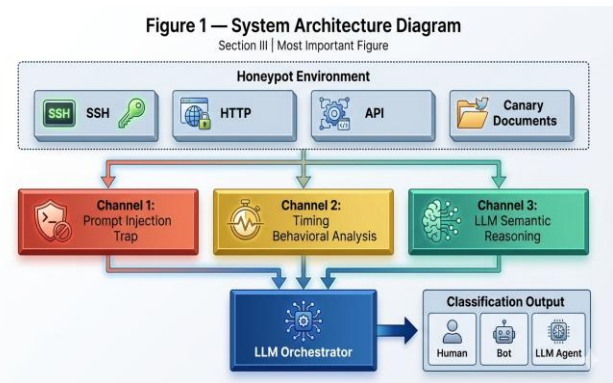 Figure 1 — System Architecture Diagram
Section III | Most Important Figure
Honeypot Environment
SSH SSH
HTTP
API
Canary
Documents
Channel 1:
Prompt Injection
Trap
Channel 2:
Timing
Behavioral Analysis
Channel 3:
LLM Semantic
Reasoning
LLM Orchestrator
Classification Output
Human
Bot
LLM Agent